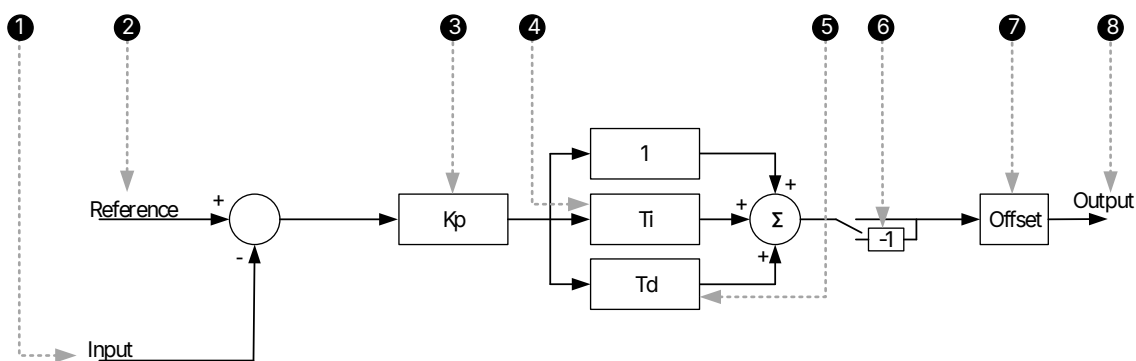 1 2 3 4 5 6 7 8
1
+ + Output
Reference Kp Ti + Σ -1 Offset
- +
Td
Input